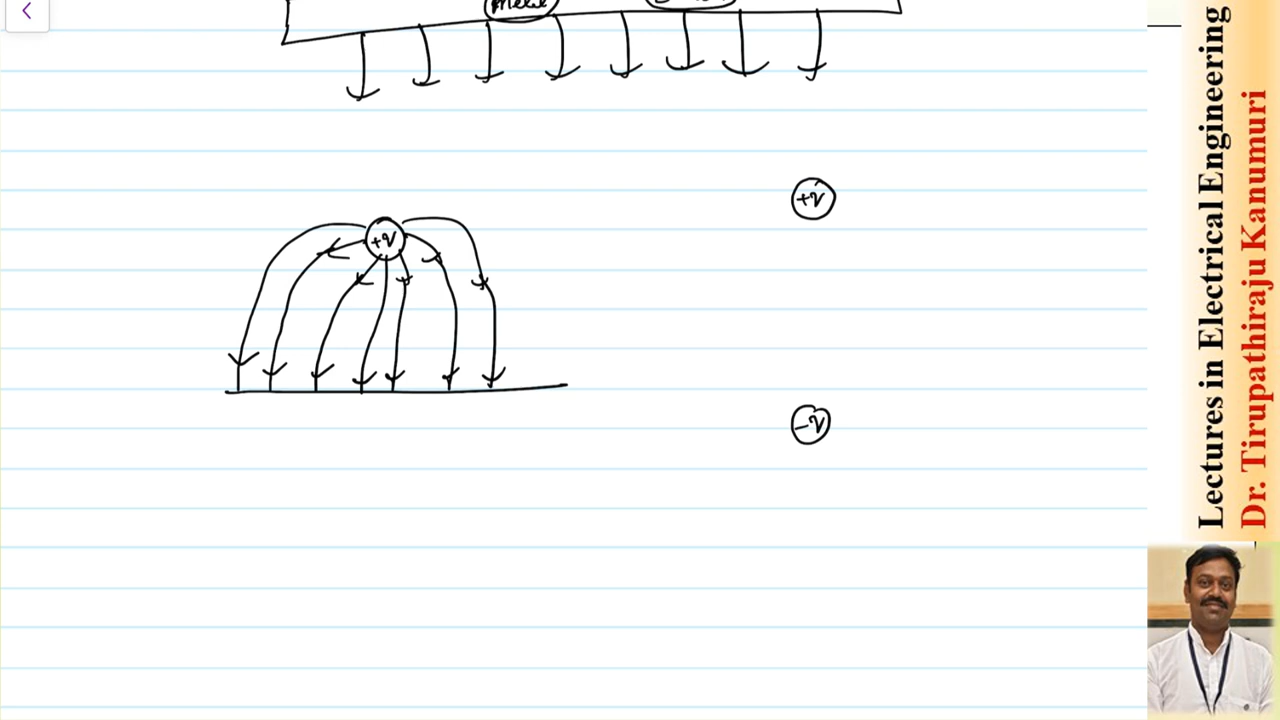 +q
+q
-q
Lectures in Electrical Engineering
Dr. Tirupathiraju Kanumuri